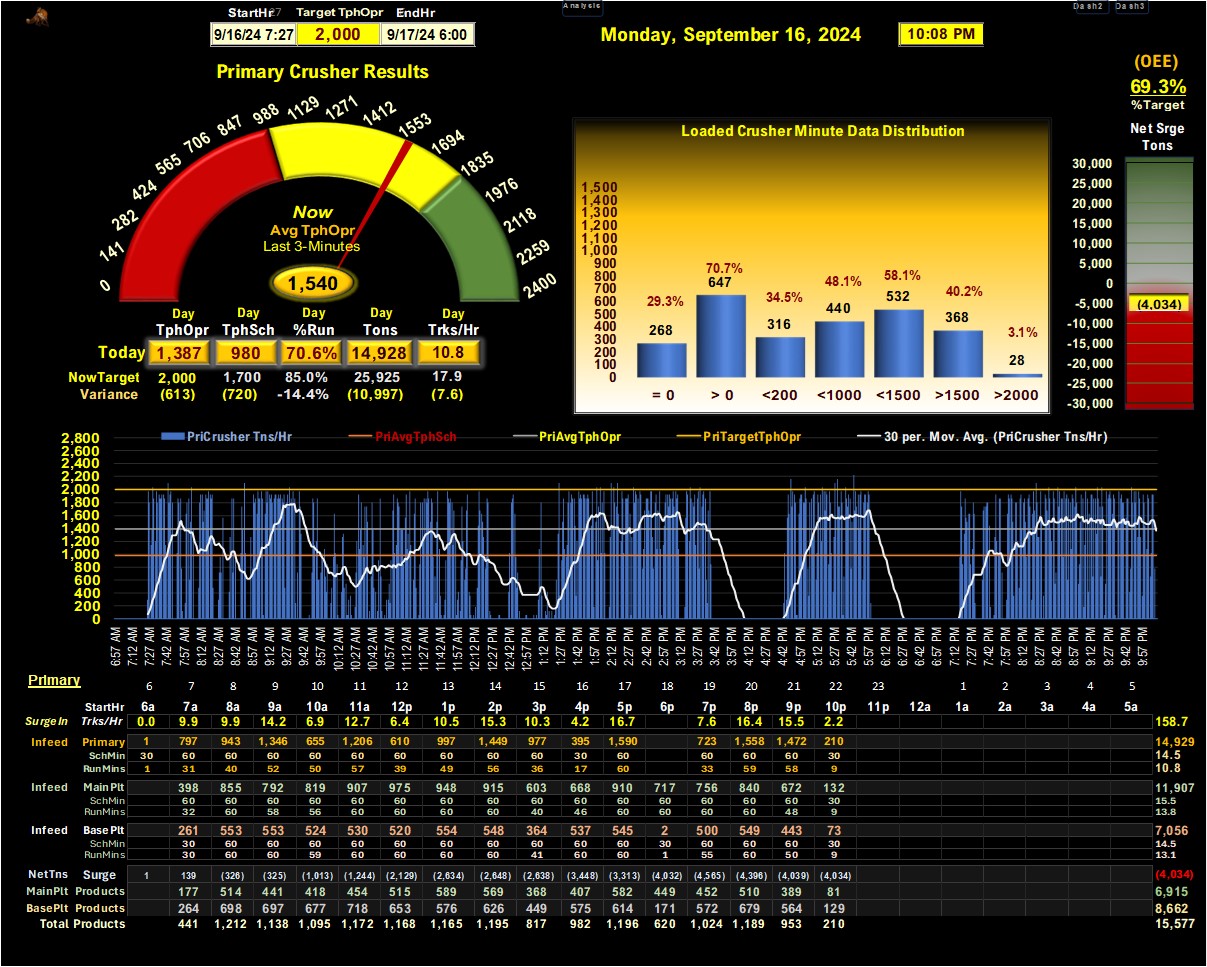 Analysis
Dash2 Dash3
StartHr Target TphOpr EndHr
9/16/24 7:27 2,000 9/17/24 6:00
Monday, September 16, 2024 10:08 PM
(OEE)
69.3%
%Target
Primary Crusher Results
0 141 282 424 565 706 847 988 1129 1271 1412 1553 1694 1835 1976 2118 2259 2400
Now
Avg TphOpr
Last 3-Minutes
1,540
Day Day Day Day Day
TphOpr TphSch %Run Tons Trks/Hr
Today 1,387 980 70.6% 14,928 10.8
NowTarget 2,000 1,700 85.0% 25,925 17.9
Variance (613) (720) -14.4% (10,997) (7.6)
Loaded Crusher Minute Data Distribution
1,500
1,400
1,300
1,200
1,100
1,000
900
800
700
600
500
400
300
200
100
0
29.3% 70.7% 34.5% 48.1% 58.1% 40.2% 3.1%
268 647 316 440 532 368 28
= 0 > 0 <200 <1000 <1500 >1500 >2000
Net Srge
Tons
30,000
25,000
20,000
15,000
10,000
5,000
0
-5,000
-10,000
-15,000
-20,000
-25,000
-30,000
(4,034)
PriCrusher Tns/Hr PriAvgTphSch PriAvgTphOpr PriTargetTphOpr 30 per. Mov. Avg. (PriCrusher Tns/Hr)
2,800
2,600
2,400
2,200
2,000
1,800
1,600
1,400
1,200
1,000
800
600
400
200
0
6:57 AM 7:12 AM 7:27 AM 7:42 AM 7:57 AM 8:12 AM 8:27 AM 8:42 AM 8:57 AM 9:12 AM 9:27 AM 9:42 AM 9:57 AM 10:12 AM 10:27 AM 10:42 AM 10:57 AM 11:12 AM 11:27 AM 11:42 AM 11:57 AM 12:12 PM 12:27 PM 12:42 PM 12:57 PM 1:12 PM 1:27 PM 1:42 PM 1:57 PM 2:12 PM 2:27 PM 2:42 PM 2:57 PM 3:12 PM 3:27 PM 3:42 PM 3:57 PM 4:12 PM 4:27 PM 4:42 PM 4:57 PM 5:12 PM 5:27 PM 5:42 PM 5:57 PM 6:12 PM 6:27 PM 6:42 PM 6:57 PM 7:12 PM 7:27 PM 7:42 PM 7:57 PM 8:12 PM 8:27 PM 8:42 PM 8:57 PM 9:12 PM 9:27 PM 9:42 PM 9:57 PM
Primary
6 7 8 9 10 11 12 13 14 15 16 17 18 19 20 21 22 23 1 2 3 4 5
StartHr 6a 7a 8a 9a 10a 11a 12p 1p 2p 3p 4p 5p 6p 7p 8p 9p 10p 11p 12a 1a 2a 3a 4a 5a
SurgeIn Trks/Hr 0.0 9.9 9.9 14.2 6.9 12.7 6.4 10.5 15.3 10.3 4.2 16.7 7.6 16.4 15.5 2.2 158.7
Infeed Primary 1 797 943 1,346 655 1,206 610 997 1,449 977 395 1,590 723 1,558 1,472 210 14,929
SchMin 30 60 60 60 60 60 60 60 60 60 30 60 60 60 60 30 14.5
RunMins 1 31 40 52 50 57 39 49 56 36 17 60 33 59 58 9 10.8
Infeed MainPlt 398 855 792 819 907 975 948 915 603 668 910 717 756 840 672 132 11,907
SchMin 60 60 60 60 60 60 60 60 60 60 60 60 60 60 60 30 15.5
RunMins 32 60 58 56 60 60 60 60 40 46 60 60 60 60 48 9 13.8
Infeed BasePlt 261 553 553 524 530 520 554 548 364 537 545 2 500 549 443 73 7,056
SchMin 30 60 60 60 60 60 60 60 60 60 60 30 60 60 60 30 14.5
RunMins 30 60 60 59 60 60 60 60 41 60 60 1 55 60 50 9 13.1
NetTns Surge 1 139 (326) (325) (1,013) (1,244) (2,129) (2,634) (2,648) (2,638) (3,448) (3,313) (4,032) (4,565) (4,396) (4,039) (4,034) (4,034)
MainPlt Products 177 514 441 418 454 515 589 569 368 407 582 449 452 510 389 81 6,915
BasePlt Products 264 698 697 677 718 653 576 626 449 575 614 171 572 679 564 129 8,662
Total Products 441 1,212 1,138 1,095 1,172 1,168 1,165 1,195 817 982 1,196 620 1,024 1,189 953 210 15,577